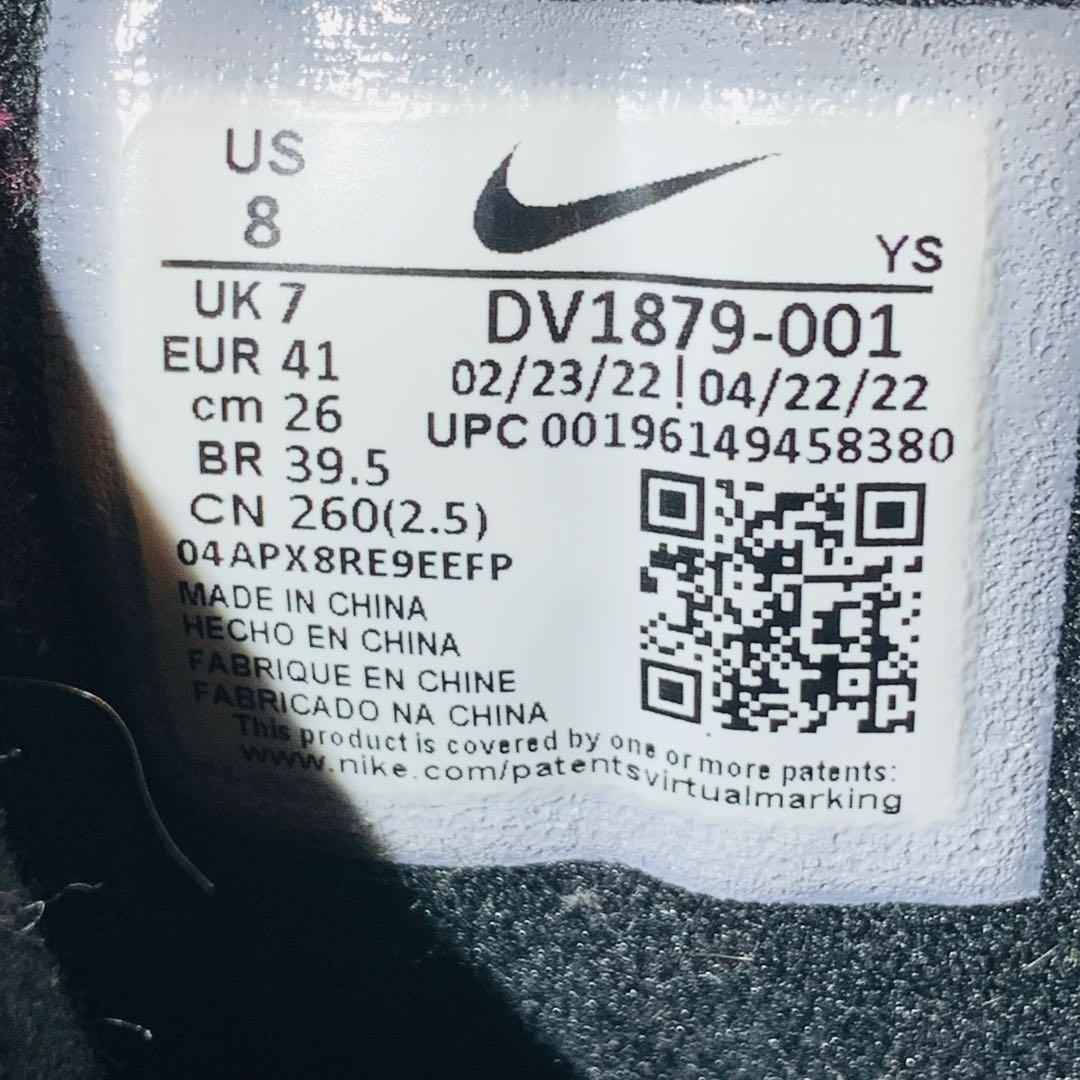 US
8
YS
UK 7
EUR 41
cm 26
BR 39.5
CN 260(2.5)
DV1879-001
02/23/22 | 04/22/22
UPC 00196149458380
04APX8RE9EEFP
MADE IN CHINA
HECHO EN CHINA
FABRIQUE EN CHINE
FABRICADO NA CHINA
This product is covered by one or more patents:
www.nike.com/patentsvirtualmarking